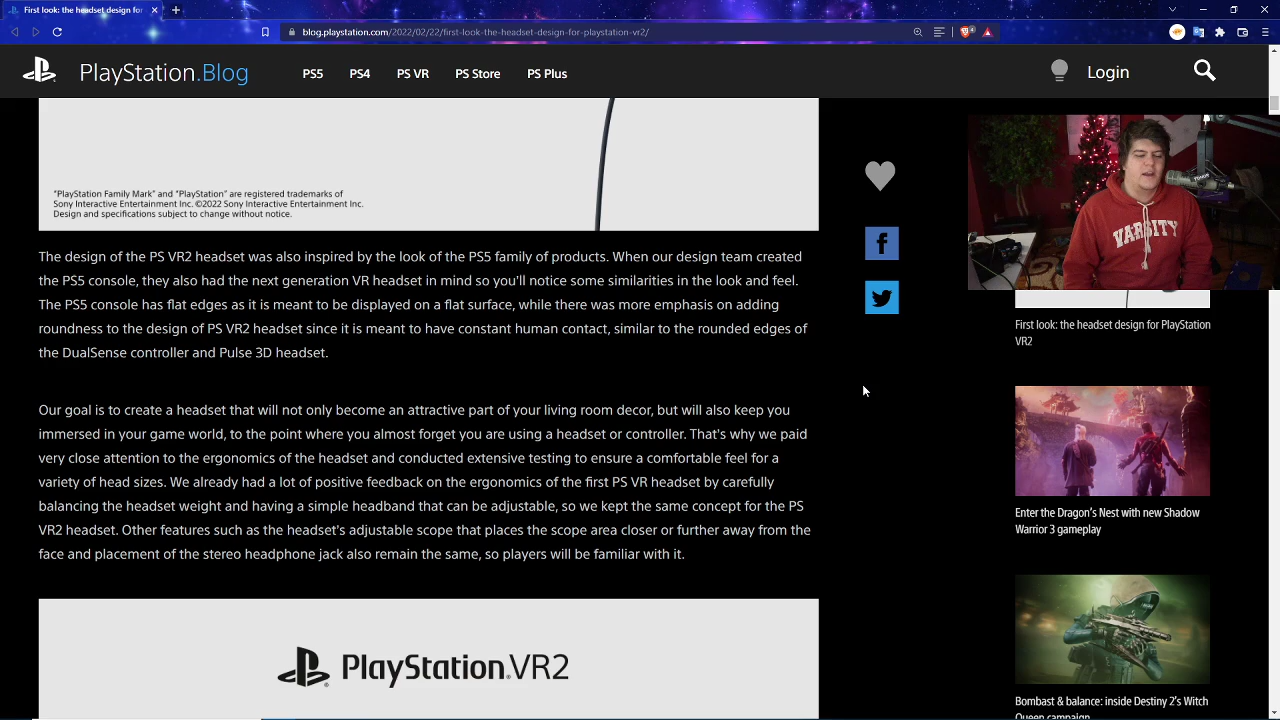 First look: the headset design for
blog.playstation.com/2022/02/22/first-look-the-headset-design-for-playstation-vr2/
PlayStation.Blog
PS5
PS4
PS VR
PS Store
PS Plus
Login
“PlayStation Family Mark” and “PlayStation” are registered trademarks of
Sony Interactive Entertainment Inc. ©2022 Sony Interactive Entertainment Inc.
Design and specifications subject to change without notice.
The design of the PS VR2 headset was also inspired by the look of the PS5 family of products. When our design team created
the PS5 console, they also had the next generation VR headset in mind so you'll notice some similarities in the look and feel.
The PS5 console has flat edges as it is meant to be displayed on a flat surface, while there was more emphasis on adding
roundness to the design of PS VR2 headset since it is meant to have constant human contact, similar to the rounded edges of
the DualSense controller and Pulse 3D headset.
Our goal is to create a headset that will not only become an attractive part of your living room decor, but will also keep you
immersed in your game world, to the point where you almost forget you are using a headset or controller. That's why we paid
very close attention to the ergonomics of the headset and conducted extensive testing to ensure a comfortable feel for a
variety of head sizes. We already had a lot of positive feedback on the ergonomics of the first PS VR headset by carefully
balancing the headset weight and having a simple headband that can be adjustable, so we kept the same concept for the PS
VR2 headset. Other features such as the headset's adjustable scope that places the scope area closer or further away from the
face and placement of the stereo headphone jack also remain the same, so players will be familiar with it.
PlayStation®VR2
VARSITY
First look: the headset design for PlayStation
VR2
Enter the Dragon’s Nest with new Shadow
Warrior 3 gameplay
Bombast & balance: inside Destiny 2’s Witch
Queen campaign